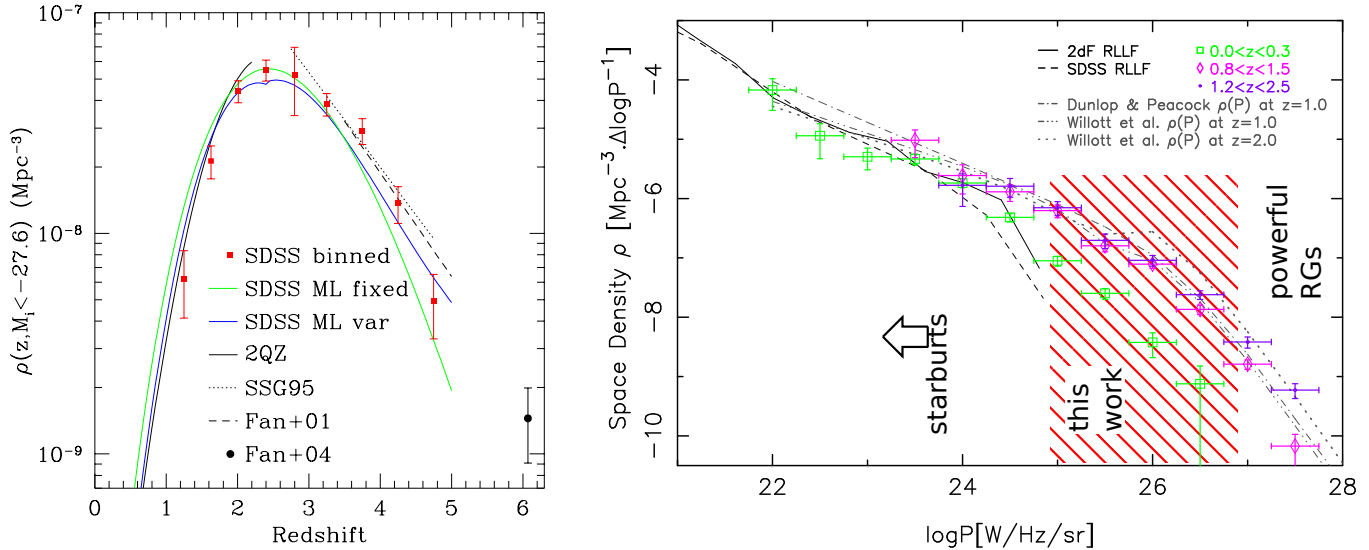 10⁻⁷
10⁻⁸
10⁻⁹
ρ(z,M_i<−27.6) (Mpc⁻³)
SDSS binned
SDSS ML fixed
SDSS ML var
2QZ
SSG95
Fan+01
Fan+04
0 1 2 3 4 5 6
Redshift
−4
−6
−8
−10
Space Density ρ [Mpc⁻³.ΔlogP⁻¹]
2dF RLLF
SDSS RLLF
0.0<z<0.3
0.8<z<1.5
1.2<z<2.5
Dunlop & Peacock ρ(P) at z=1.0
Willott et al. ρ(P) at z=1.0
Willott et al. ρ(P) at z=2.0
starburts
this
work
powerful
RGs
22 24 26 28
logP[W/Hz/sr]